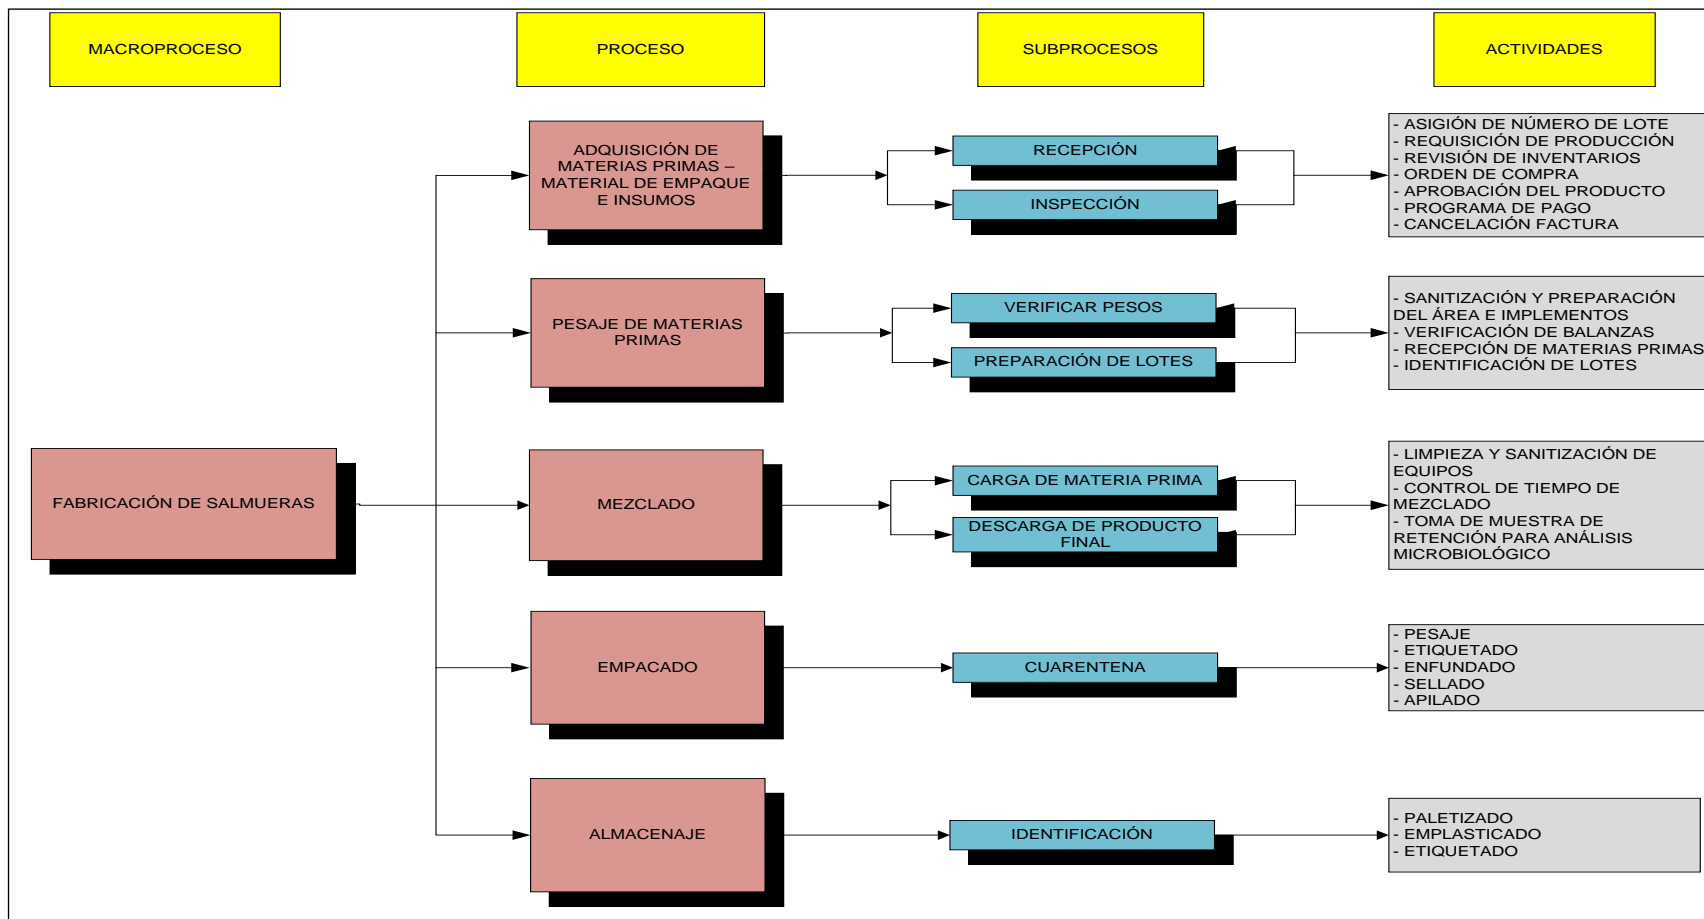 MACROPROCESO
PROCESO
SUBPROCESOS
ACTIVIDADES
ADQUISICIÓN DE
MATERIAS PRIMAS –
MATERIAL DE EMPAQUE
E INSUMOS
RECEPCIÓN
INSPECCIÓN
- ASIGIÓN DE NÚMERO DE LOTE
- REQUISICIÓN DE PRODUCCIÓN
- REVISIÓN DE INVENTARIOS
- ORDEN DE COMPRA
- APROBACIÓN DEL PRODUCTO
- PROGRAMA DE PAGO
- CANCELACIÓN FACTURA
PESAJE DE MATERIAS
PRIMAS
VERIFICAR PESOS
PREPARACIÓN DE LOTES
- SANITIZACIÓN Y PREPARACIÓN
DEL ÁREA E IMPLEMENTOS
- VERIFICACIÓN DE BALANZAS
- RECEPCIÓN DE MATERIAS PRIMAS
- IDENTIFICACIÓN DE LOTES
FABRICACIÓN DE SALMUERAS
MEZCLADO
CARGA DE MATERIA PRIMA
DESCARGA DE PRODUCTO
FINAL
- LIMPIEZA Y SANITIZACIÓN DE
EQUIPOS
- CONTROL DE TIEMPO DE
MEZCLADO
- TOMA DE MUESTRA DE
RETENCIÓN PARA ANÁLISIS
MICROBIOLÓGICO
EMPACADO
CUARENTENA
- PESAJE
- ETIQUETADO
- ENFUNDADO
- SELLADO
- APILADO
ALMACENAJE
IDENTIFICACIÓN
- PALETIZADO
- EMPLASTICADO
- ETIQUETADO